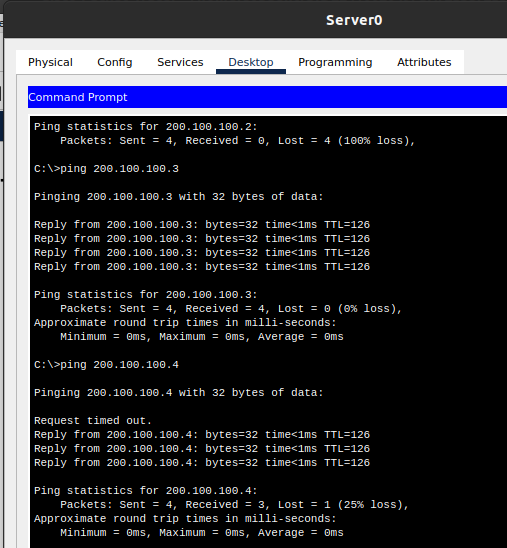 Server0
Physical Config Services Desktop Programming Attributes
Command Prompt
Ping statistics for 200.100.100.2:
    Packets: Sent = 4, Received = 0, Lost = 4 (100% loss),
C:\>ping 200.100.100.3
Pinging 200.100.100.3 with 32 bytes of data:
Reply from 200.100.100.3: bytes=32 time<1ms TTL=126
Reply from 200.100.100.3: bytes=32 time<1ms TTL=126
Reply from 200.100.100.3: bytes=32 time<1ms TTL=126
Reply from 200.100.100.3: bytes=32 time<1ms TTL=126
Ping statistics for 200.100.100.3:
    Packets: Sent = 4, Received = 4, Lost = 0 (0% loss),
Approximate round trip times in milli-seconds:
    Minimum = 0ms, Maximum = 0ms, Average = 0ms
C:\>ping 200.100.100.4
Pinging 200.100.100.4 with 32 bytes of data:
Request timed out.
Reply from 200.100.100.4: bytes=32 time<1ms TTL=126
Reply from 200.100.100.4: bytes=32 time<1ms TTL=126
Reply from 200.100.100.4: bytes=32 time<1ms TTL=126
Ping statistics for 200.100.100.4:
    Packets: Sent = 4, Received = 3, Lost = 1 (25% loss),
Approximate round trip times in milli-seconds:
    Minimum = 0ms, Maximum = 0ms, Average = 0ms